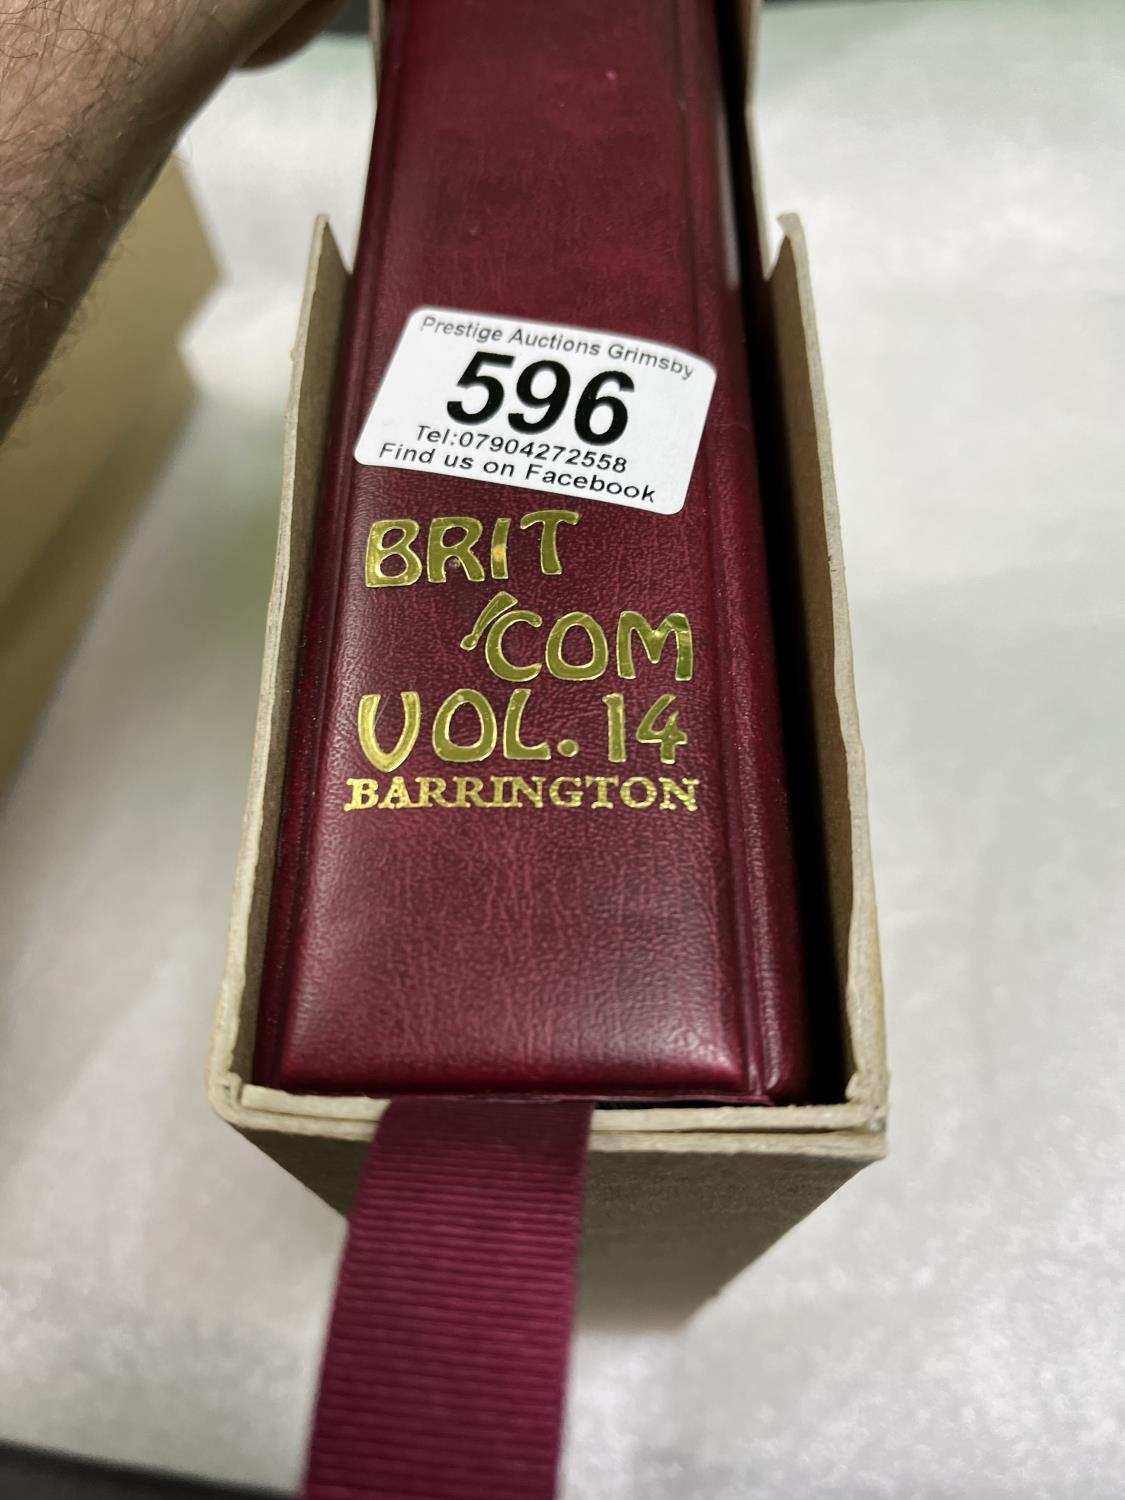 Prestige Auctions Grimsby
596
Tel:07904272558
Find us on Facebook
BRIT
'COM
VOL.14
BARRINGTON